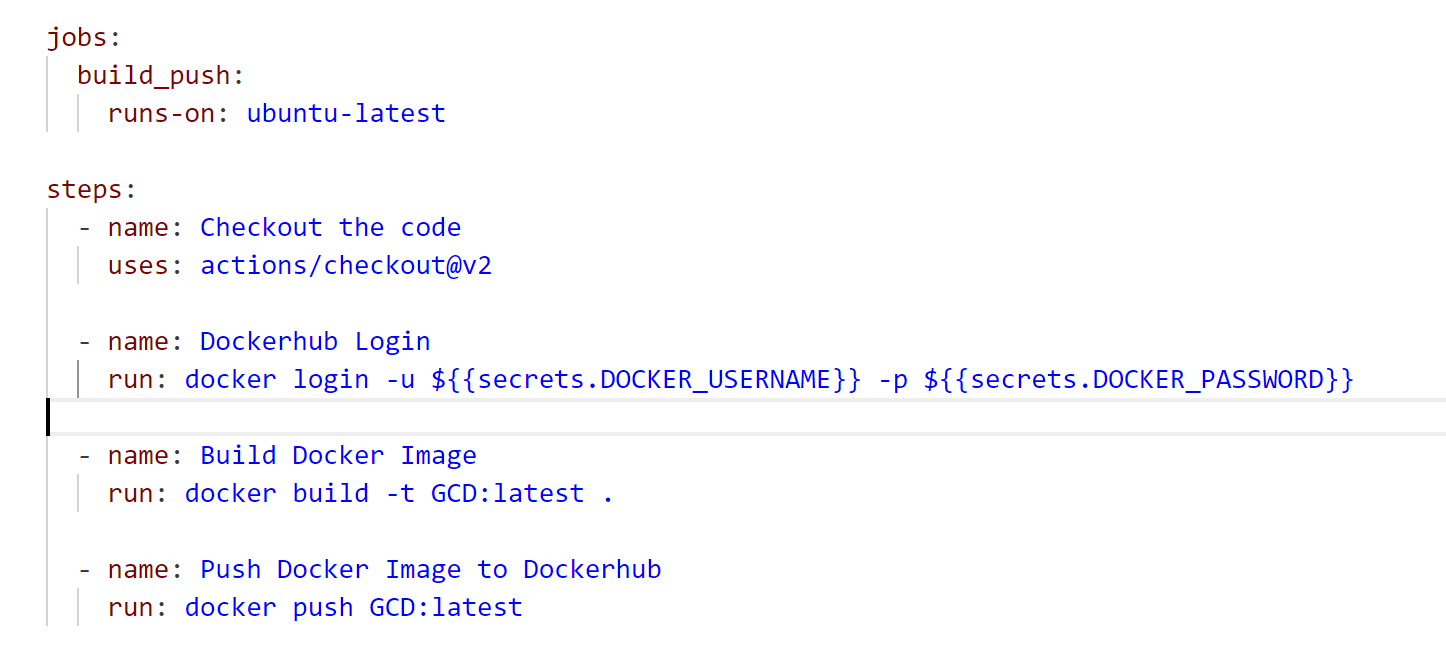 jobs:
  build_push:
    runs-on: ubuntu-latest

steps:
  - name: Checkout the code
    uses: actions/checkout@v2

  - name: Dockerhub Login
    run: docker login -u ${{secrets.DOCKER_USERNAME}} -p ${{secrets.DOCKER_PASSWORD}}

  - name: Build Docker Image
    run: docker build -t GCD:latest .

  - name: Push Docker Image to Dockerhub
    run: docker push GCD:latest